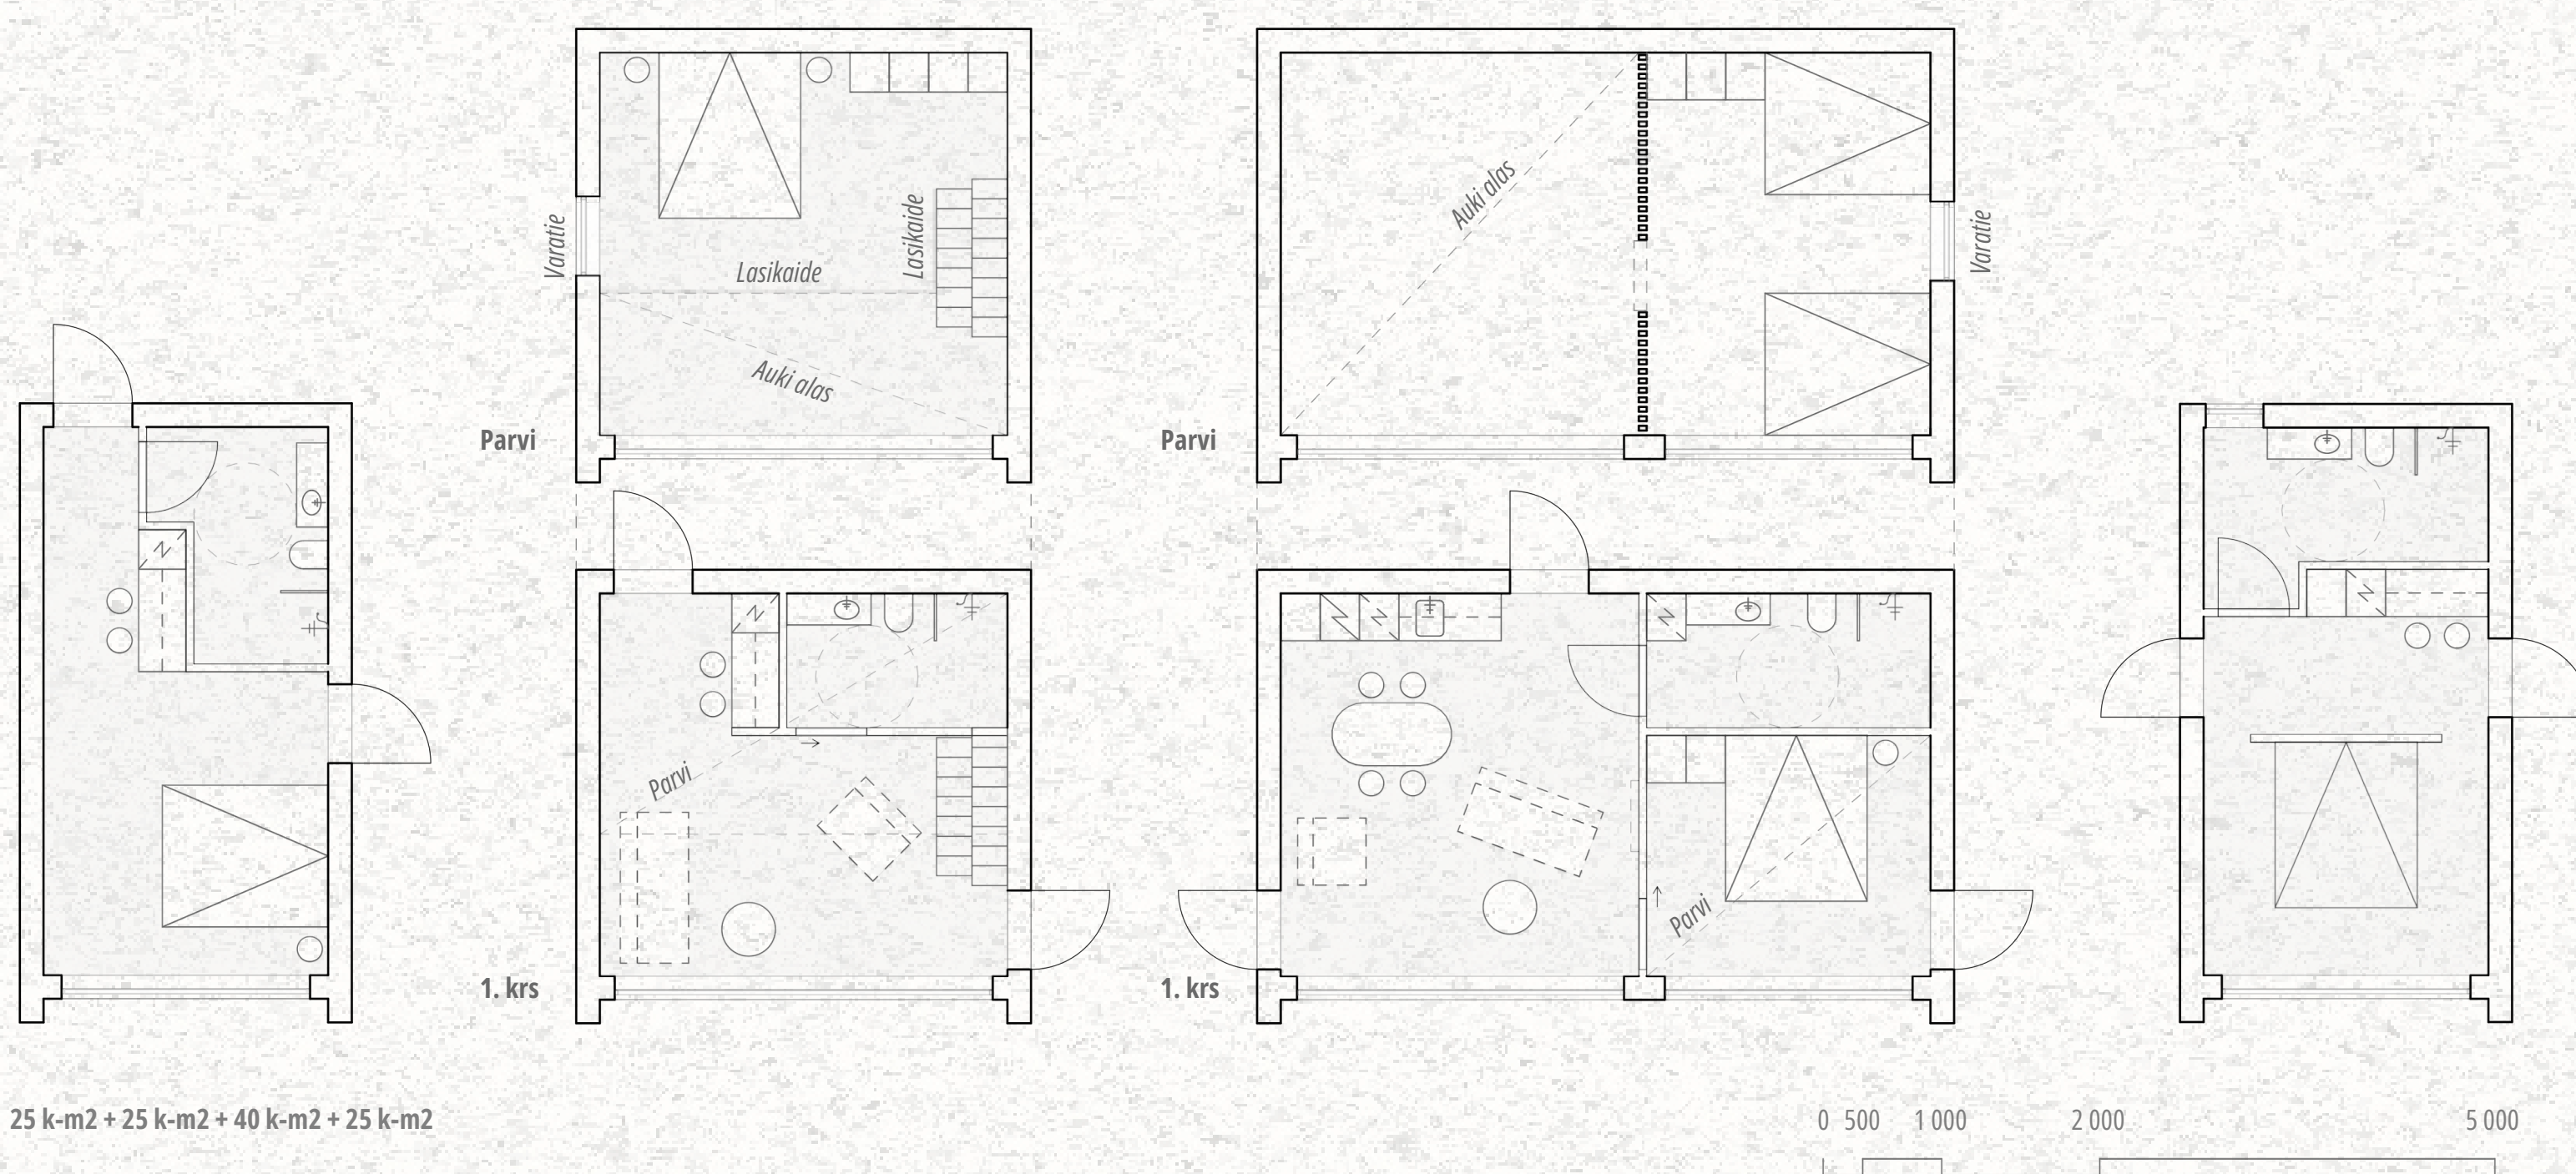 Varatie
Lasikaide
Lasikaide
Auki alas
Parvi
Auki alas
Varatie
Parvi
Parvi
1. krs
Parvi
1. krs
25 k-m2 + 25 k-m2 + 40 k-m2 + 25 k-m2
0 500 1 000 2 000 5 000